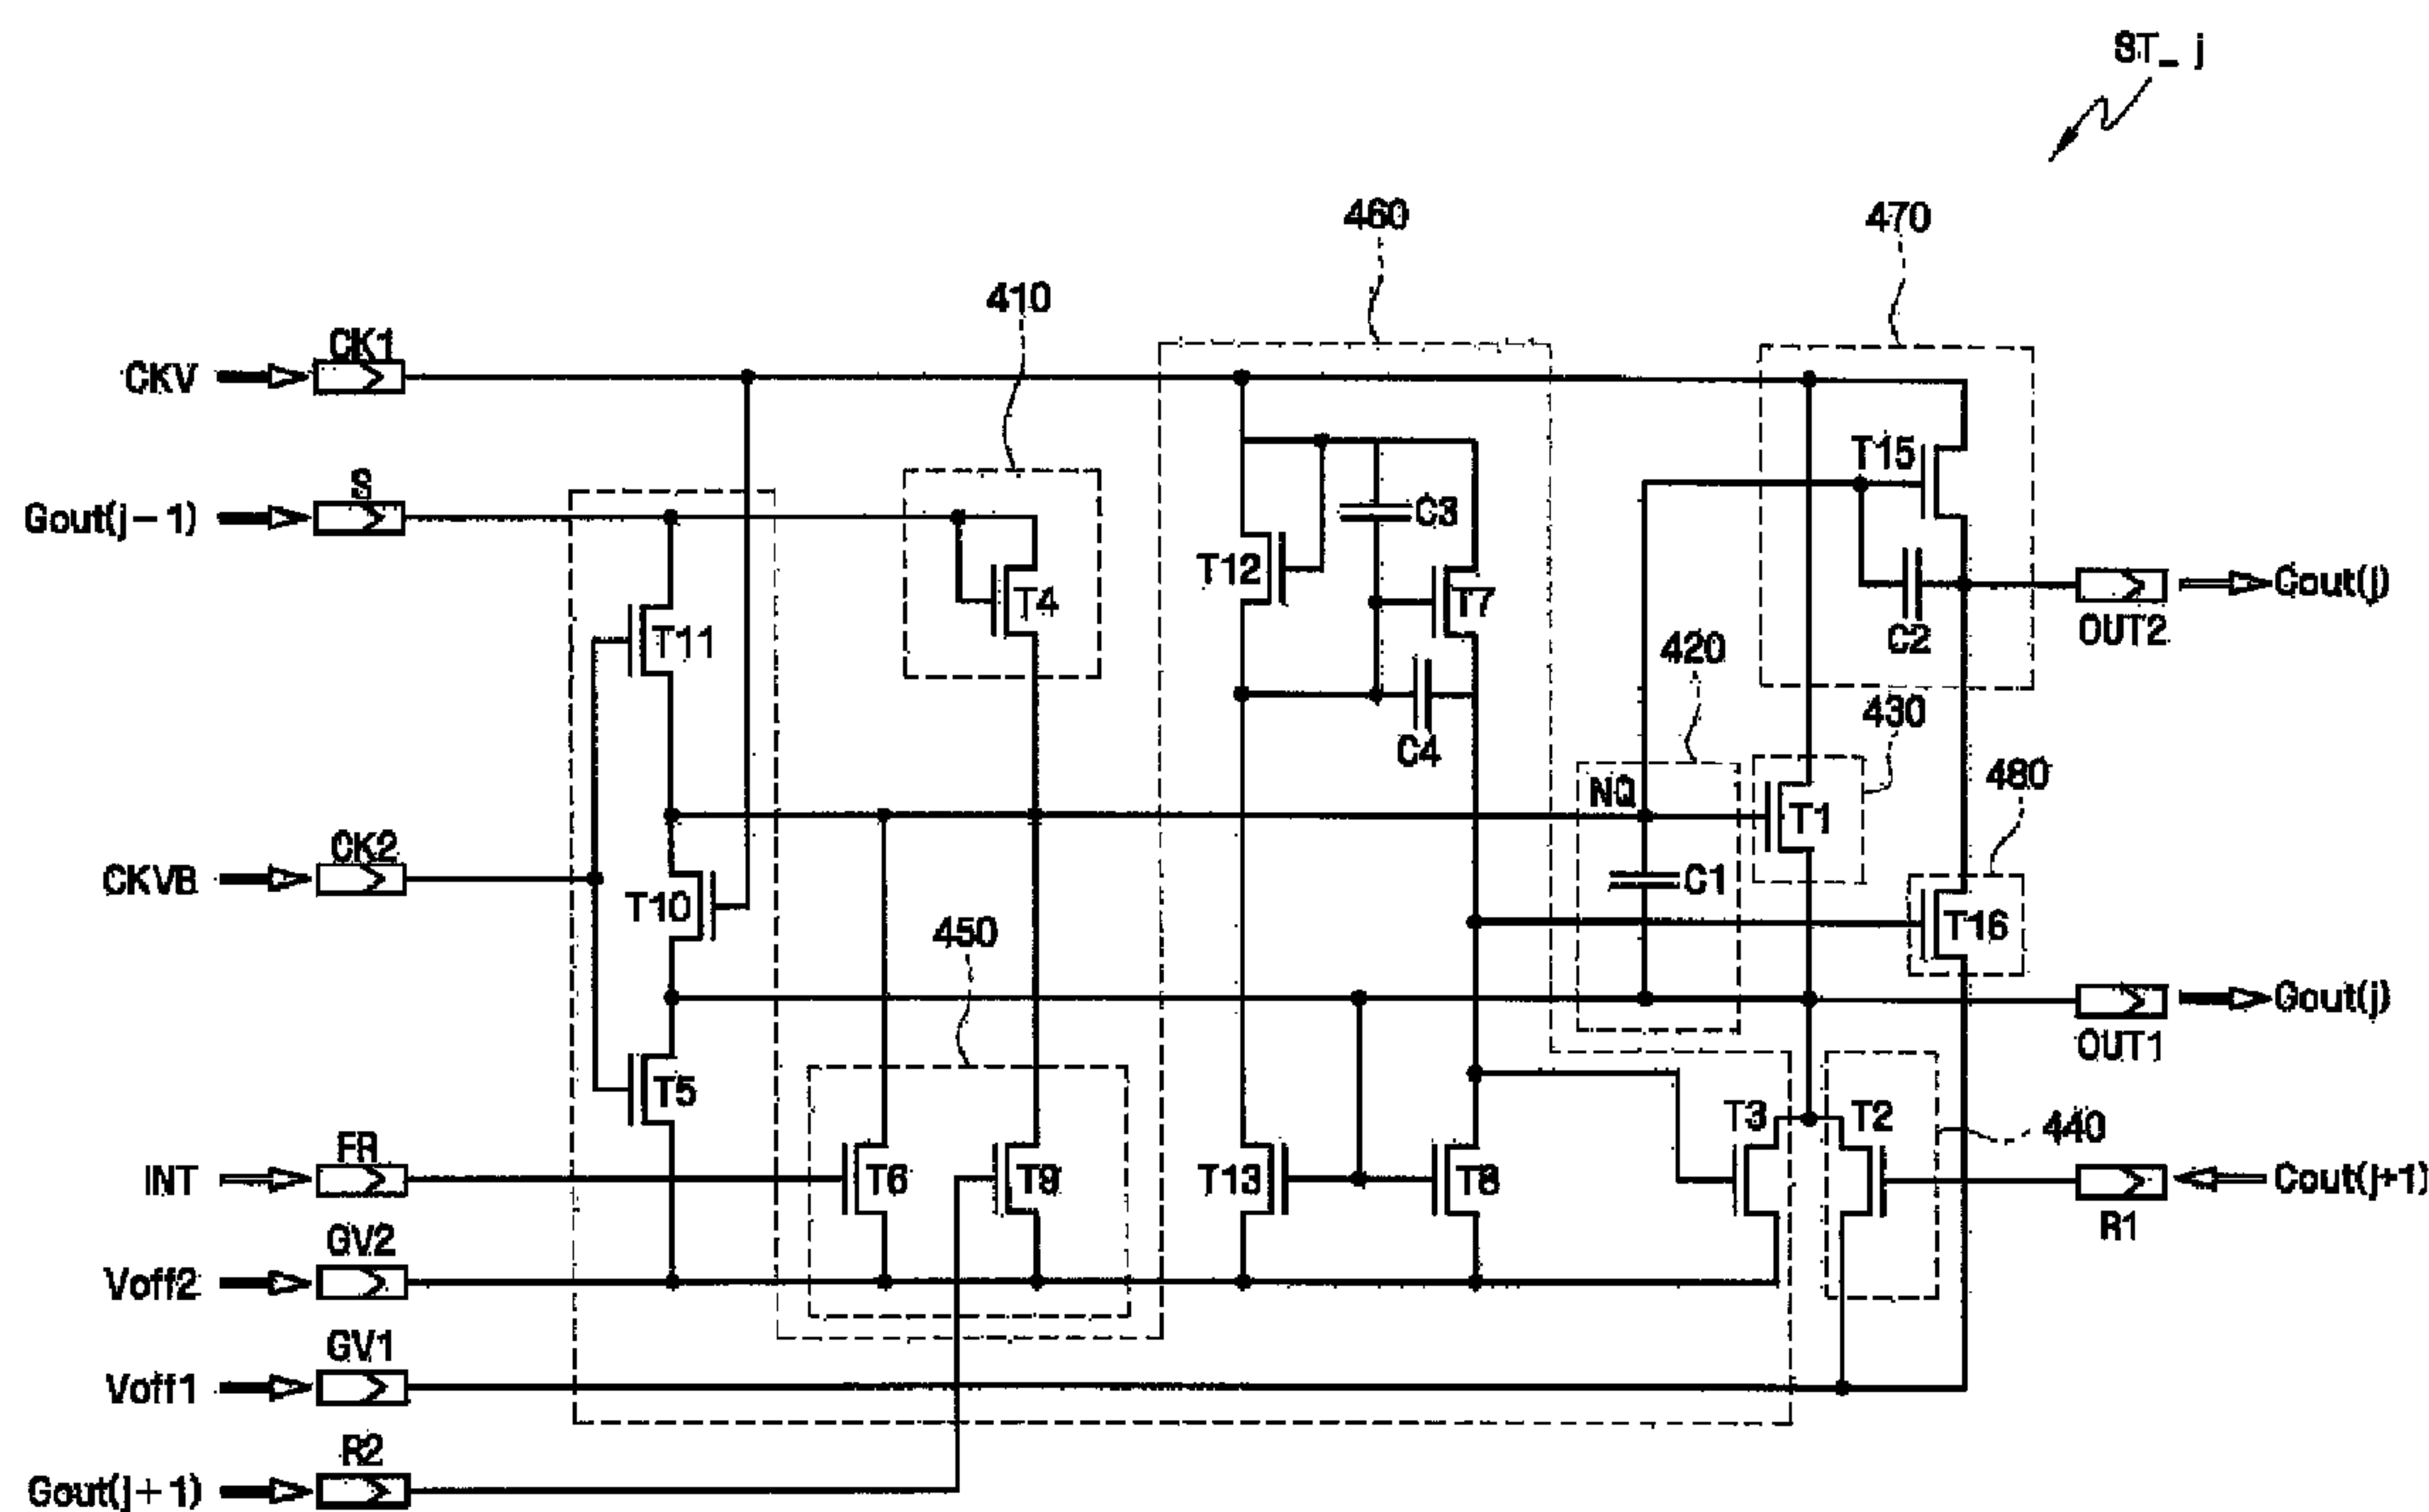 ST_ j
460
470
410
CK1
CKV
T15
S
Gout(j-1)
C3
T12
T4
T7
Cout(j)
OUT2
C2
T11
420
430
C4
480
NQ
T1
CK2
CKVB
C1
T10
T16
450
Gout(j)
OUT1
T5
T3
T2
440
FR
INT
T6
T9
T13
T8
Cout(j+1)
R1
GV2
Voff2
GV1
Voff1
R2
Gout(j+1)